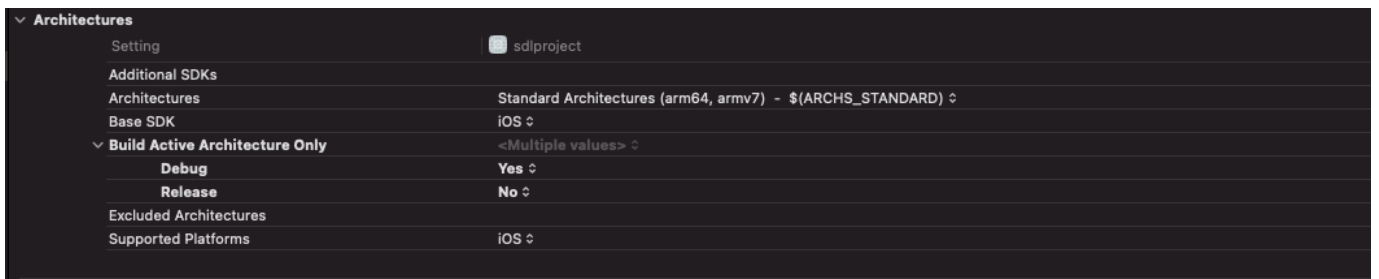 Architectures
Setting sdlproject
Additional SDKs
Architectures Standard Architectures (arm64, armv7) - $(ARCHS_STANDARD)
Base SDK iOS
Build Active Architecture Only <Multiple values>
Debug Yes
Release No
Excluded Architectures
Supported Platforms iOS